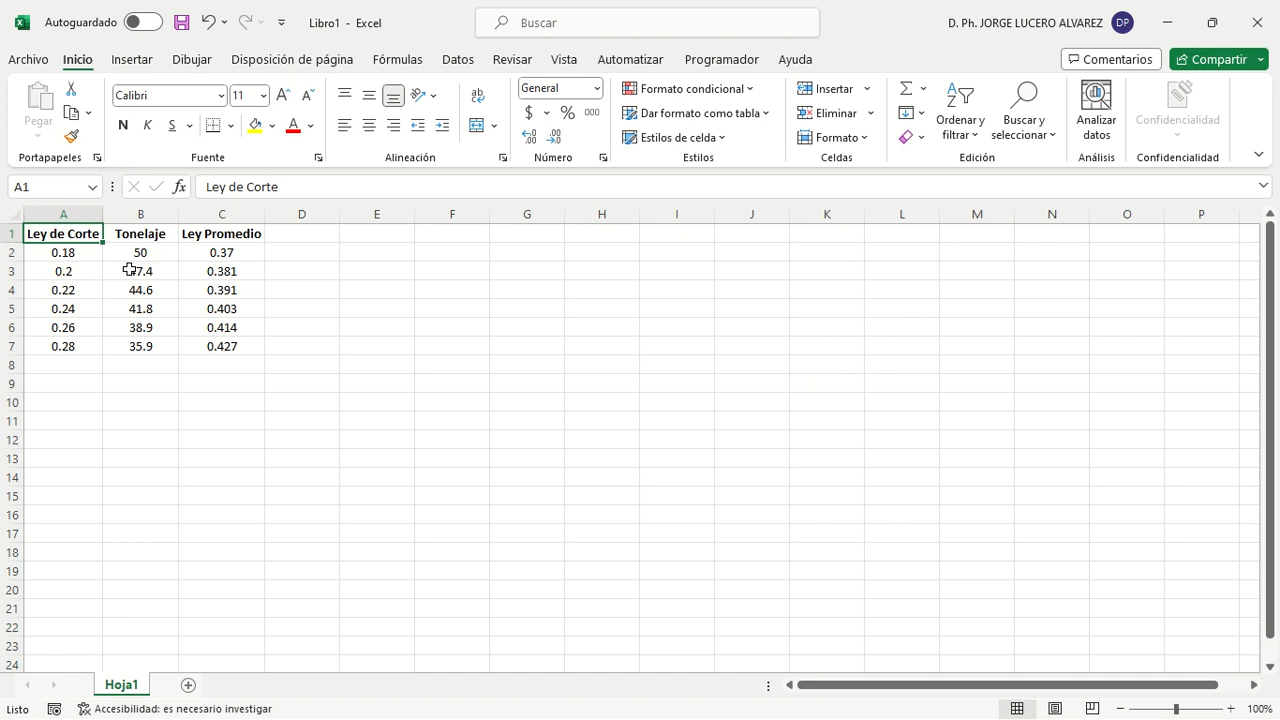 Autoguardado
Libro1 - Excel
Buscar
D. Ph. JORGE LUCERO ALVAREZ DP
Archivo Inicio Insertar Dibujar Disposición de página Fórmulas Datos Revisar Vista Automatizar Programador Ayuda
Comentarios Compartir
Pegar
Calibri 11
N K S
General
$ % 000
Formato condicional
Dar formato como tabla
Estilos de celda
Insertar
Eliminar
Formato
Ordenar y filtrar
Buscar y seleccionar
Analizar datos
Confidencialidad
Portapapeles Fuente Alineación Número Estilos Celdas Edición Análisis Confidencialidad
A1 fx Ley de Corte
A B C D E F G H I J K L M N O P
1 Ley de Corte Tonelaje Ley Promedio
2 0.18 50 0.37
3 0.2 7.4 0.381
4 0.22 44.6 0.391
5 0.24 41.8 0.403
6 0.26 38.9 0.414
7 0.28 35.9 0.427
8
9
10
11
12
13
14
15
16
17
18
19
20
21
22
23
24
Hoja1
Listo Accesibilidad: es necesario investigar 100%